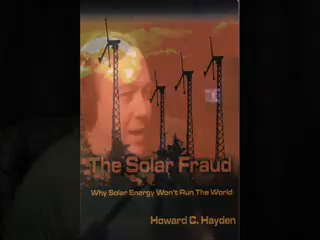 The Solar Fraud
Why Solar Energy Won't Run The World
Howard C. Hayden